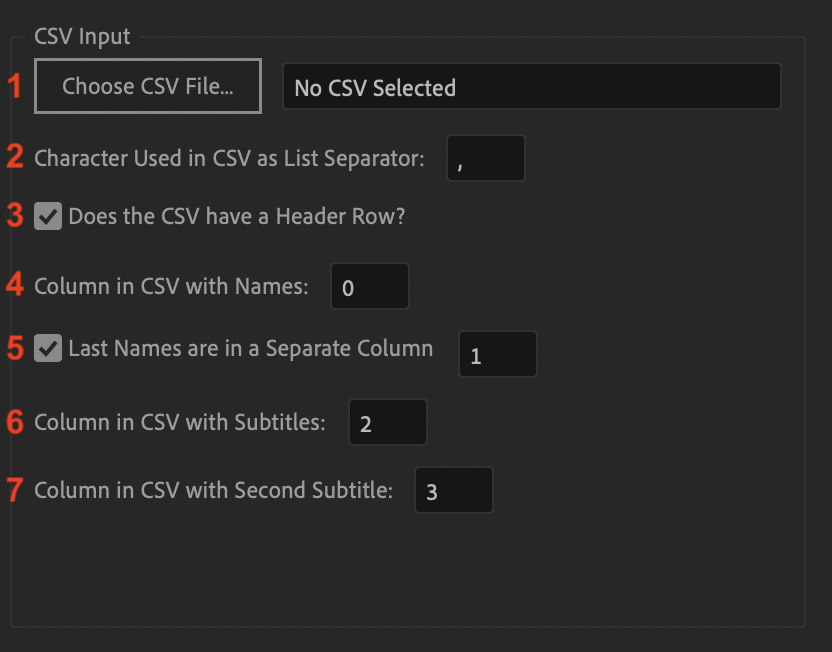 CSV Input
1 Choose CSV File... No CSV Selected
2 Character Used in CSV as List Separator: ,
3 Does the CSV have a Header Row?
4 Column in CSV with Names: 0
5 Last Names are in a Separate Column 1
6 Column in CSV with Subtitles: 2
7 Column in CSV with Second Subtitle: 3